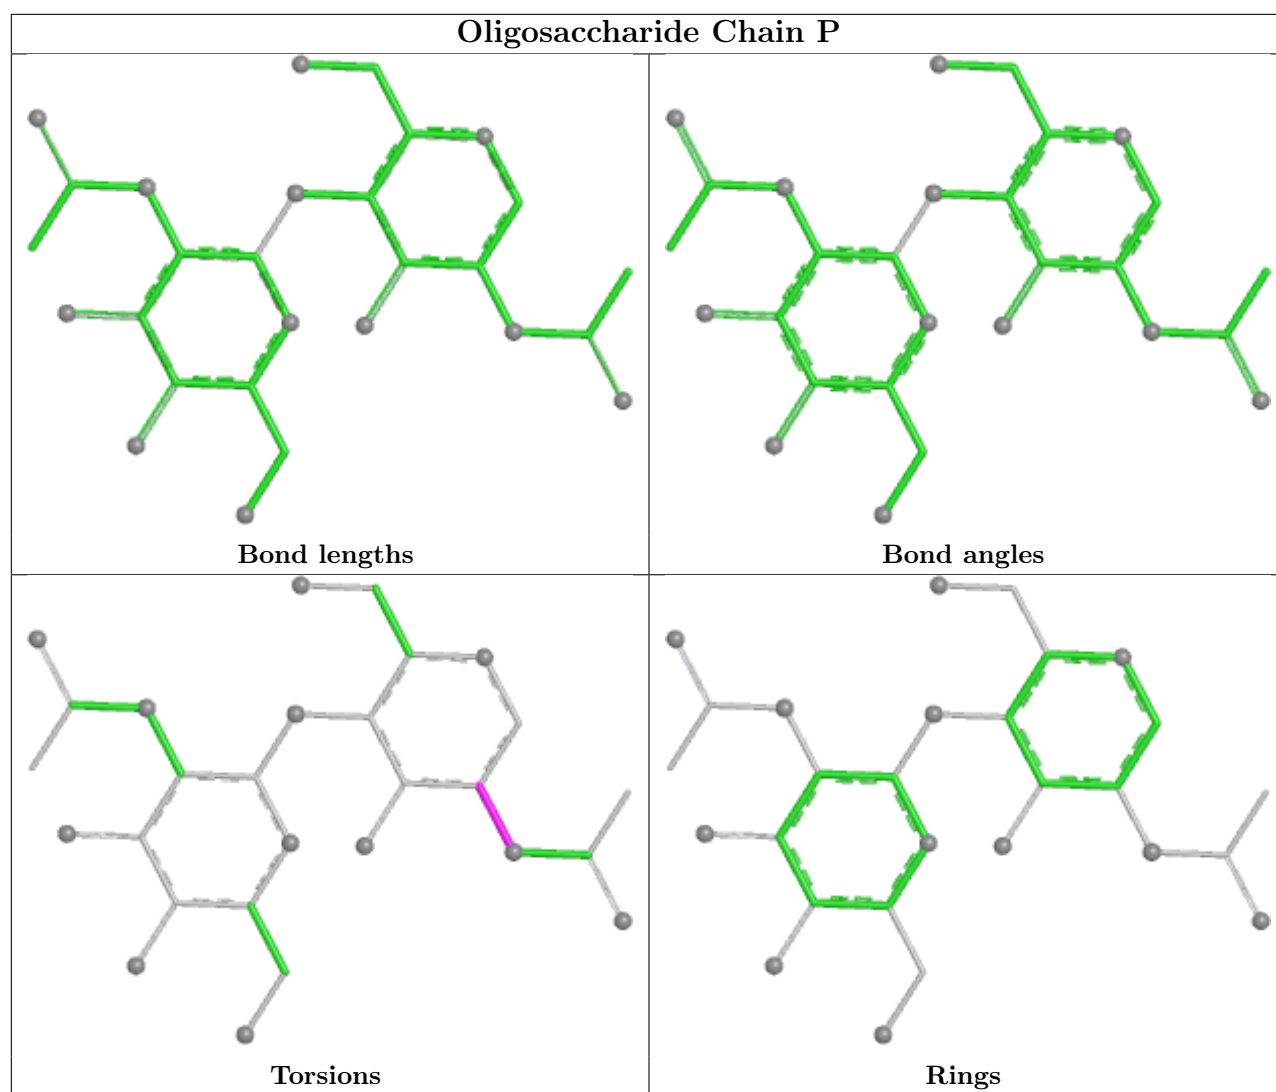 Oligosaccharide Chain P
Bond lengths
Bond angles
Torsions
Rings